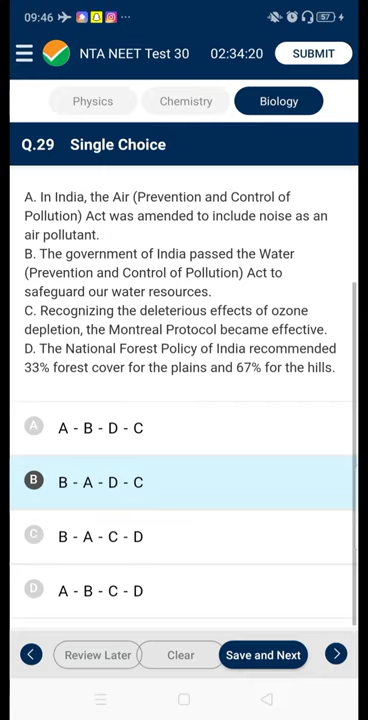 09:46
57
NTA NEET Test 30 02:34:20 SUBMIT
Physics Chemistry Biology
Q.29 Single Choice
A. In India, the Air (Prevention and Control of
Pollution) Act was amended to include noise as an
air pollutant.
B. The government of India passed the Water
(Prevention and Control of Pollution) Act to
safeguard our water resources.
C. Recognizing the deleterious effects of ozone
depletion, the Montreal Protocol became effective.
D. The National Forest Policy of India recommended
33% forest cover for the plains and 67% for the hills.
A A - B - D - C
B B - A - D - C
C B - A - C - D
D A - B - C - D
Review Later Clear Save and Next